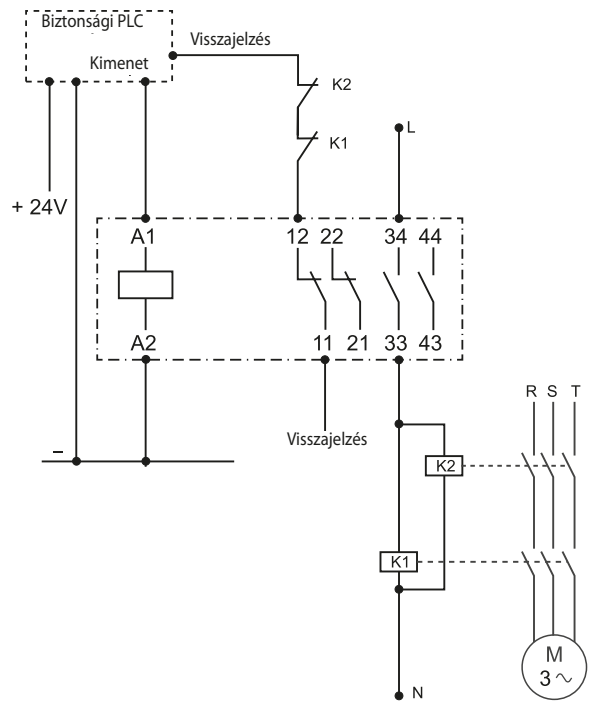 Biztonsági PLC
Visszajelzés
Kimenet
K2
K1
L
+ 24V
A1 12 22 34 44
A2 11 21 33 43
Visszajelzés
R S T
–
K2
K1
M
3 ~
N